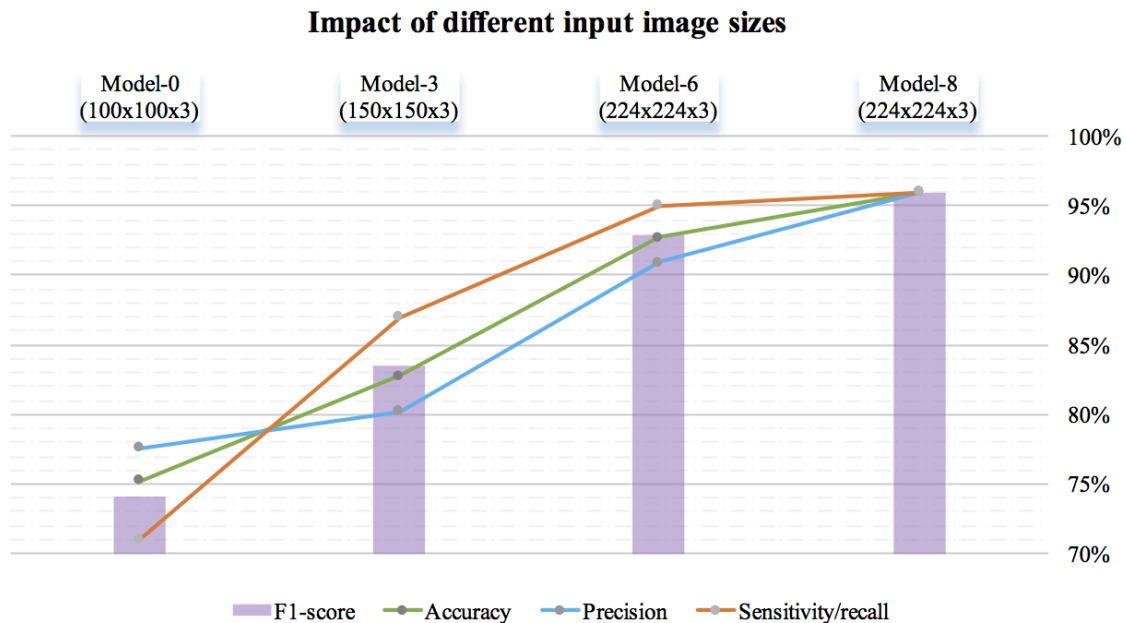 Impact of different input image sizes
Model-0
(100x100x3)
Model-3
(150x150x3)
Model-6
(224x224x3)
Model-8
(224x224x3)
100%
95%
90%
85%
80%
75%
70%
F1-score
Accuracy
Precision
Sensitivity/recall